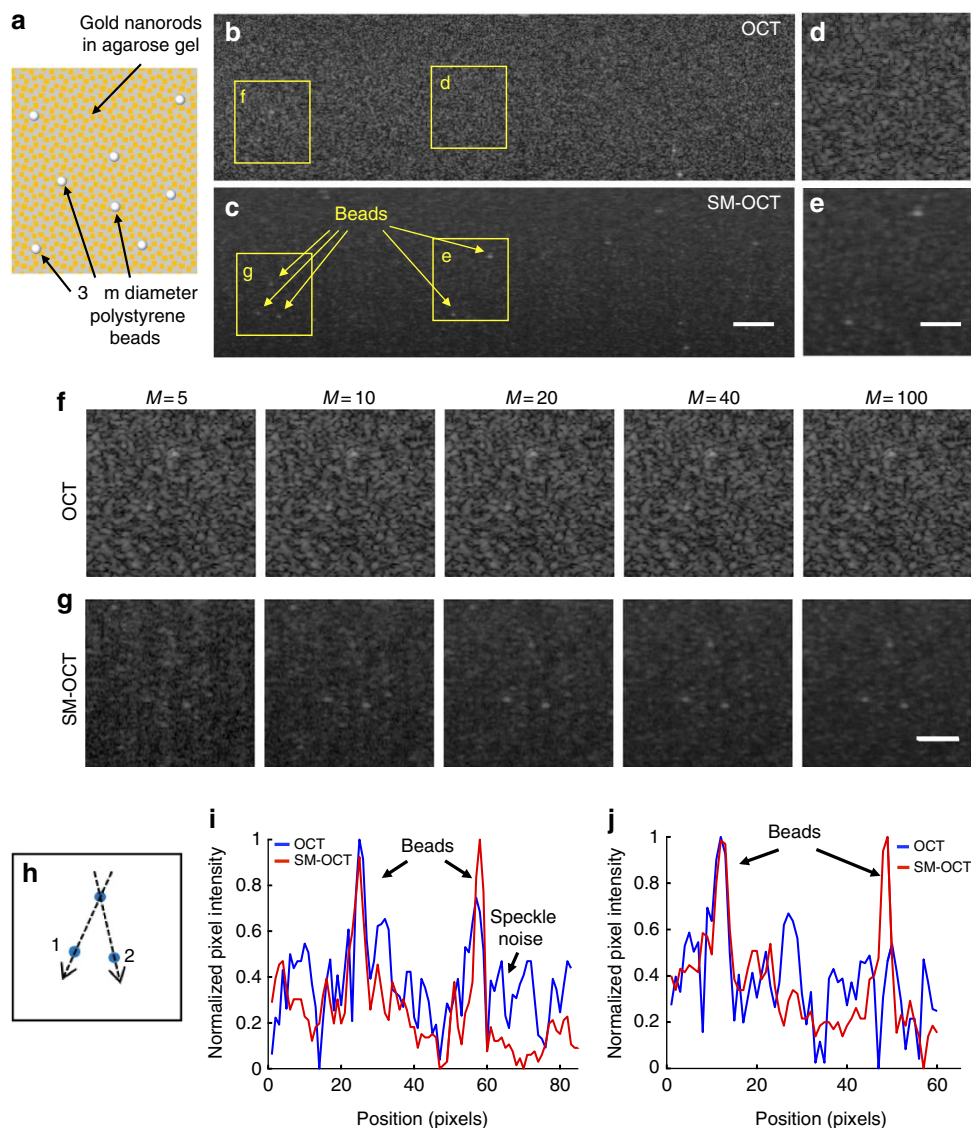 a
Gold nanorods
in agarose gel
3 m diameter
polystyrene
beads
b
OCT
f
d
c
SM-OCT
Beads
g
e
d
e
f
M= 5
M= 10
M= 20
M= 40
M= 100
OCT
g
SM-OCT
h
1
2
i
OCT
SM-OCT
Beads
Speckle
noise
Normalized pixel intensity
1
0.8
0.6
0.4
0.2
0
0
20
40
60
80
Position (pixels)
j
Beads
OCT
SM-OCT
Normalized pixel intensity
1
0.8
0.6
0.4
0.2
0
0
20
40
60
Position (pixels)